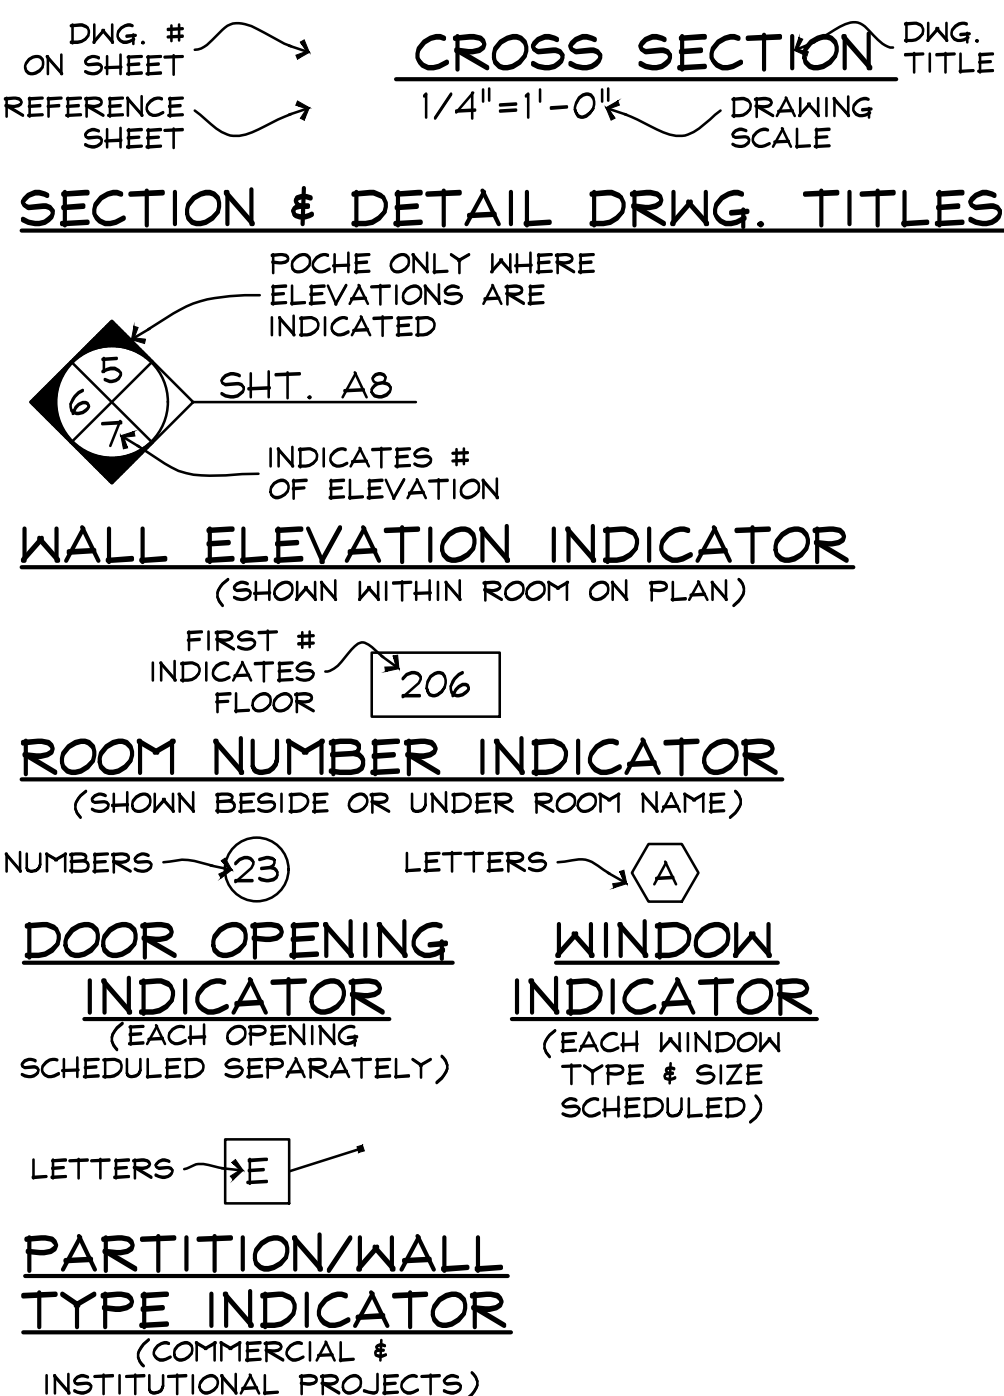 DWG. #
ON SHEET
CROSS SECTION
DWG.
TITLE
REFERENCE
SHEET
1/4"=1'-0"
DRAWING
SCALE
SECTION & DETAIL DRWG. TITLES
POCHE ONLY WHERE
ELEVATIONS ARE
INDICATED
5
6
7
SHT. A8
INDICATES #
OF ELEVATION
WALL ELEVATION INDICATOR
(SHOWN WITHIN ROOM ON PLAN)
FIRST #
INDICATES
FLOOR
206
ROOM NUMBER INDICATOR
(SHOWN BESIDE OR UNDER ROOM NAME)
NUMBERS
23
LETTERS
A
DOOR OPENING
INDICATOR
(EACH OPENING
SCHEDULED SEPARATELY)
WINDOW
INDICATOR
(EACH WINDOW
TYPE & SIZE
SCHEDULED)
LETTERS
E
PARTITION/WALL
TYPE INDICATOR
(COMMERCIAL &
INSTITUTIONAL PROJECTS)